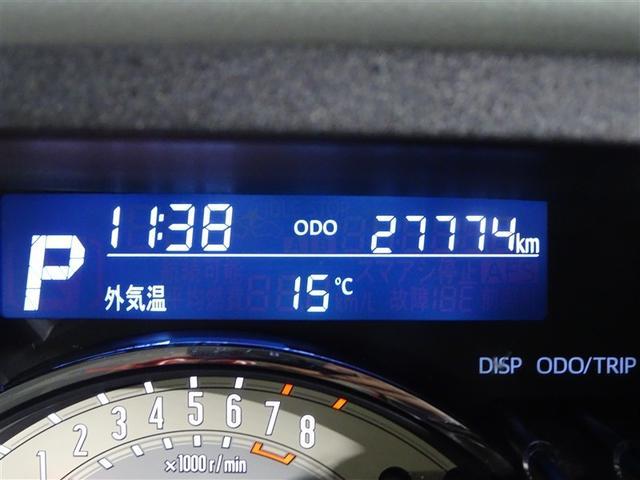 P 11:38 ODO 27774km
外気温 15℃
DISP ODO/TRIP
1 2 3 4 5 6 7 8
×1000 r/min